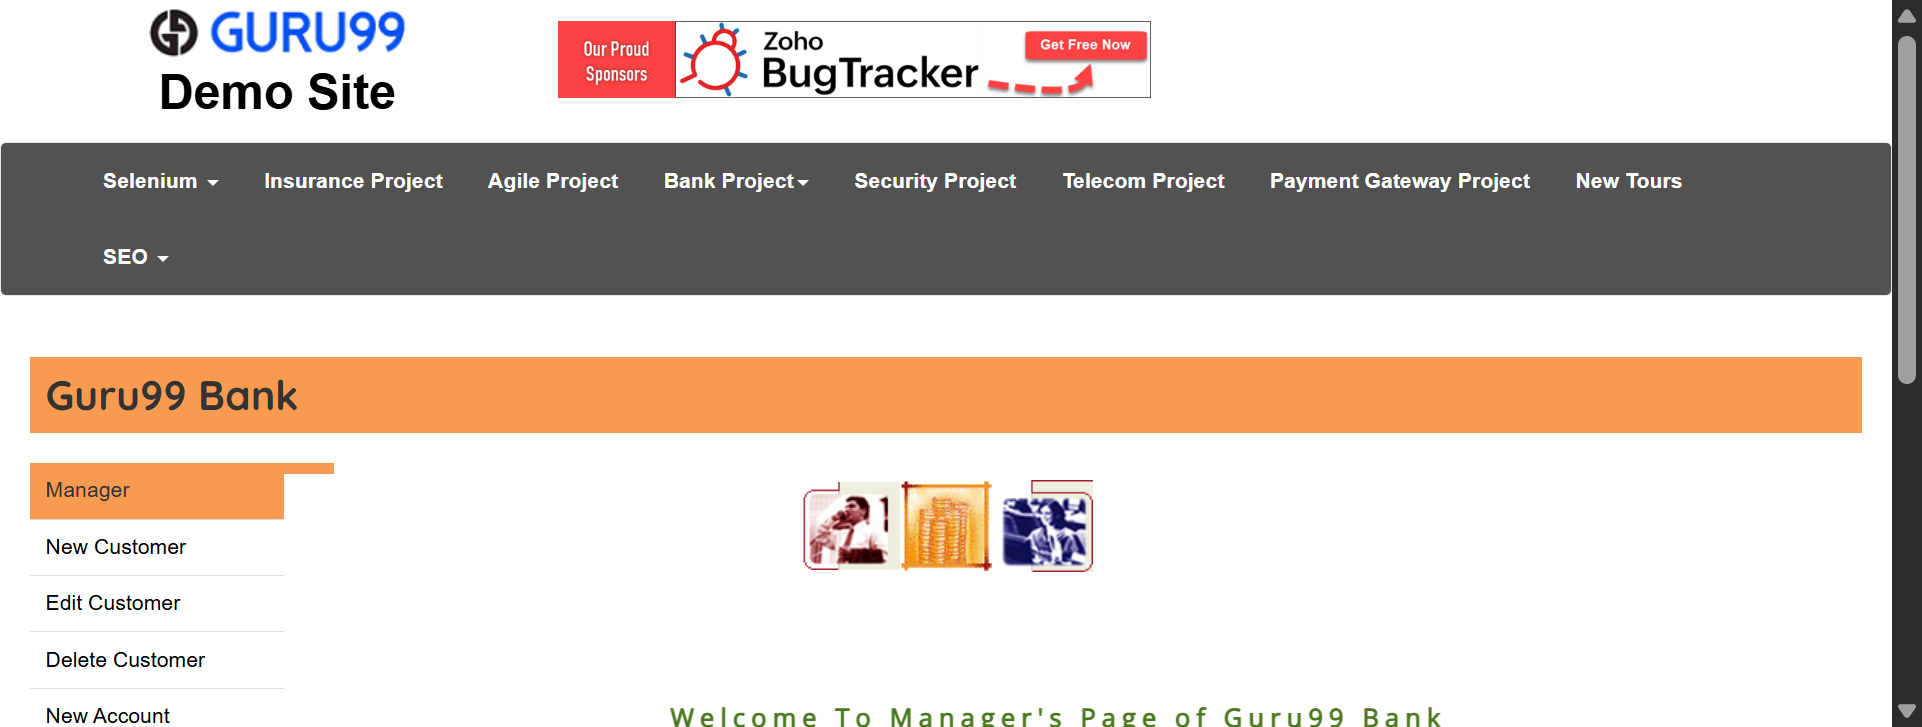 GURU99
Demo Site
Our Proud
Sponsors
Zoho
BugTracker
Get Free Now
Selenium
Insurance Project
Agile Project
Bank Project
Security Project
Telecom Project
Payment Gateway Project
New Tours
SEO
Guru99 Bank
Manager
New Customer
Edit Customer
Delete Customer
New Account
Welcome To Manager's Page of Guru99 Bank